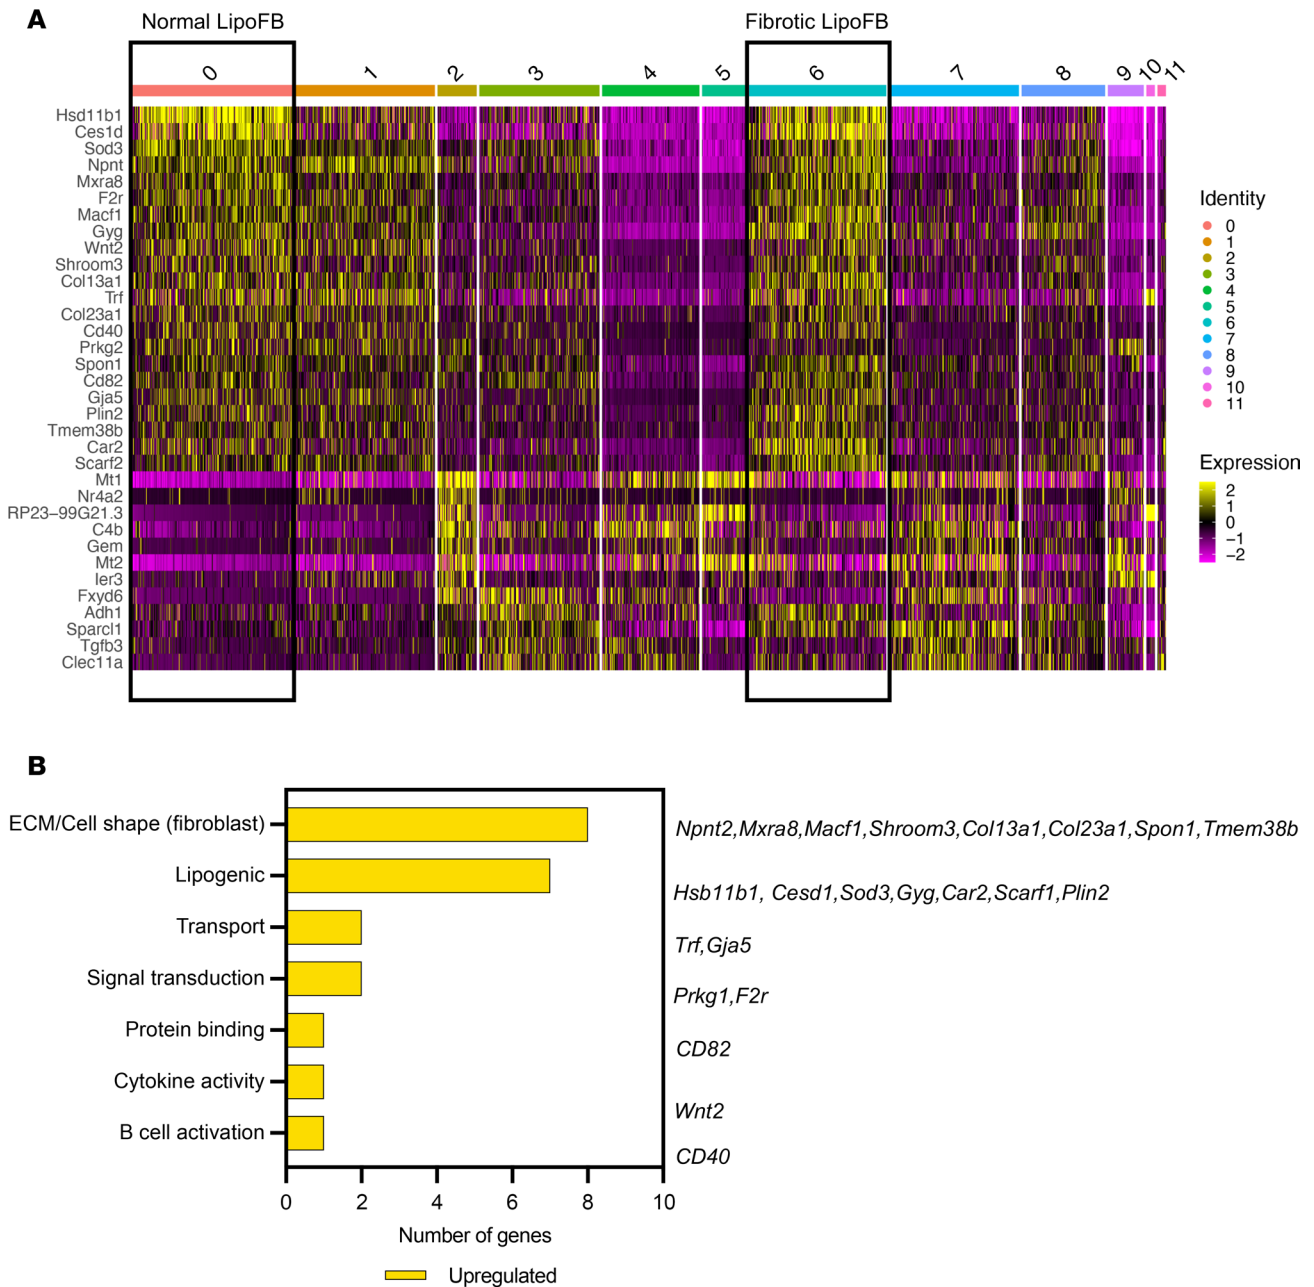 A
Normal LipoFB
Fibrotic LipoFB
0 1 2 3 4 5 6 7 8 9 10 11
Hsd11b1
Ces1d
Sod3
Npnt
Mxra8
F2r
Macf1
Gyg
Wnt2
Shroom3
Col13a1
Trf
Col23a1
Cd40
Prkg2
Spon1
Cd82
Gja5
Plin2
Tmem38b
Car2
Scarf2
Mt1
Nr4a2
RP23−99G21.3
C4b
Gem
Mt2
Ier3
Fxyd6
Adh1
Sparcl1
Tgfb3
Clec11a
Identity
0
1
2
3
4
5
6
7
8
9
10
11
Expression
2
1
0
−1
−2
B
ECM/Cell shape (fibroblast)
Npnt2,Mxra8,Macf1,Shroom3,Col13a1,Col23a1,Spon1,Tmem38b
Lipogenic
Hsb11b1, Cesd1,Sod3,Gyg,Car2,Scarf1,Plin2
Transport
Trf,Gja5
Signal transduction
Prkg1,F2r
Protein binding
CD82
Cytokine activity
Wnt2
B cell activation
CD40
0 2 4 6 8 10
Number of genes
Upregulated